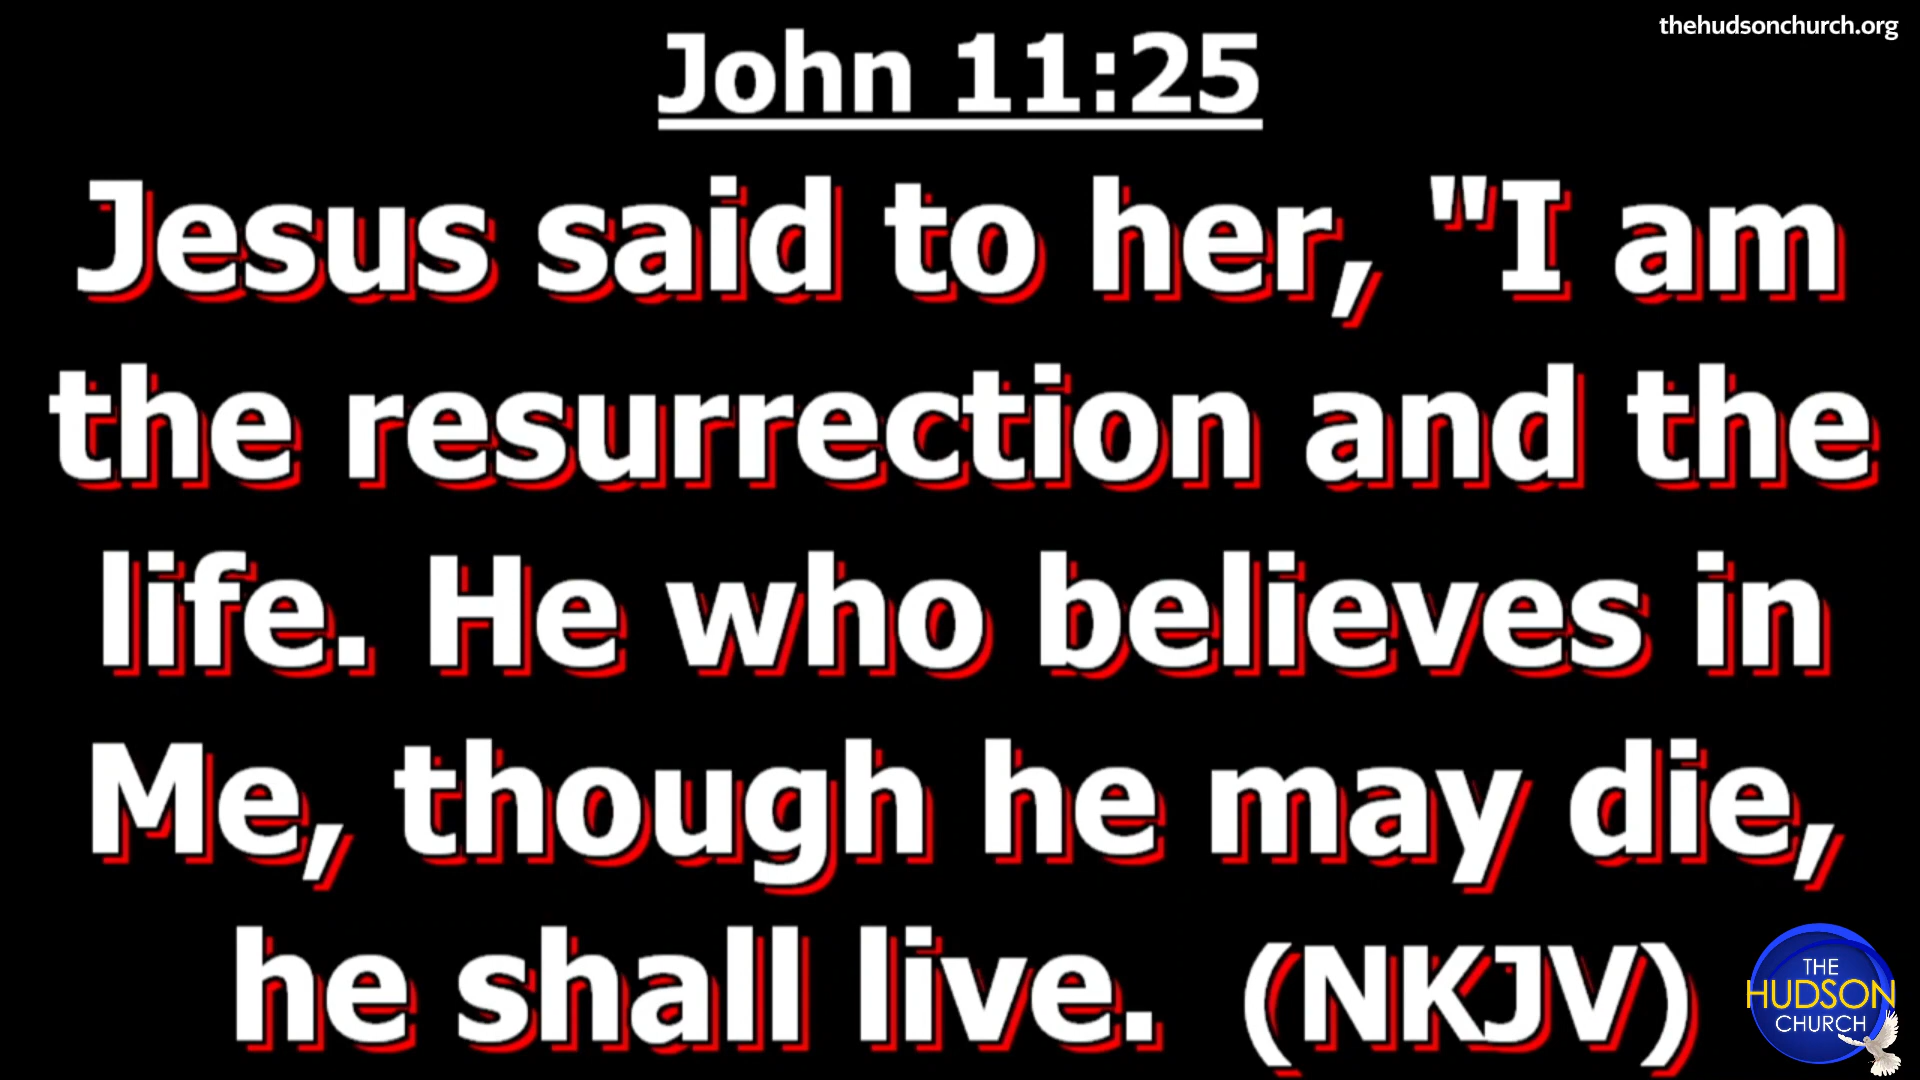 thehudsonchurch.org
John 11:25
Jesus said to her, "I am
the resurrection and the
life. He who believes in
Me, though he may die,
he shall live. (NKJV)
THE
HUDSON
CHURCH